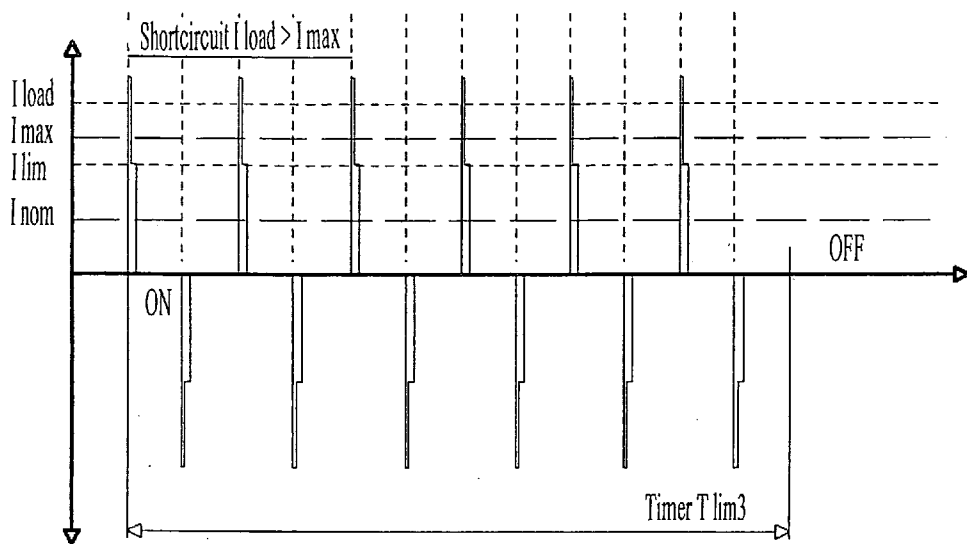 Shortcircuit I load > I max
I load
I max
I lim
I nom
OFF
ON
Timer T lim3